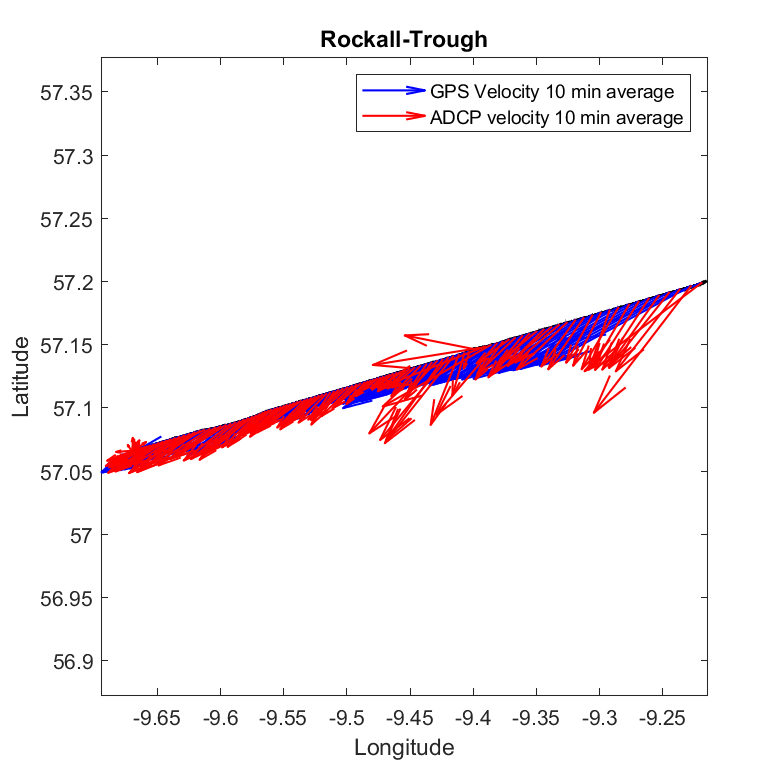 Rockall-Trough
GPS Velocity 10 min average
ADCP velocity 10 min average
57.35
57.3
57.25
57.2
57.15
57.1
57.05
57
56.95
56.9
Latitude
-9.65 -9.6 -9.55 -9.5 -9.45 -9.4 -9.35 -9.3 -9.25
Longitude